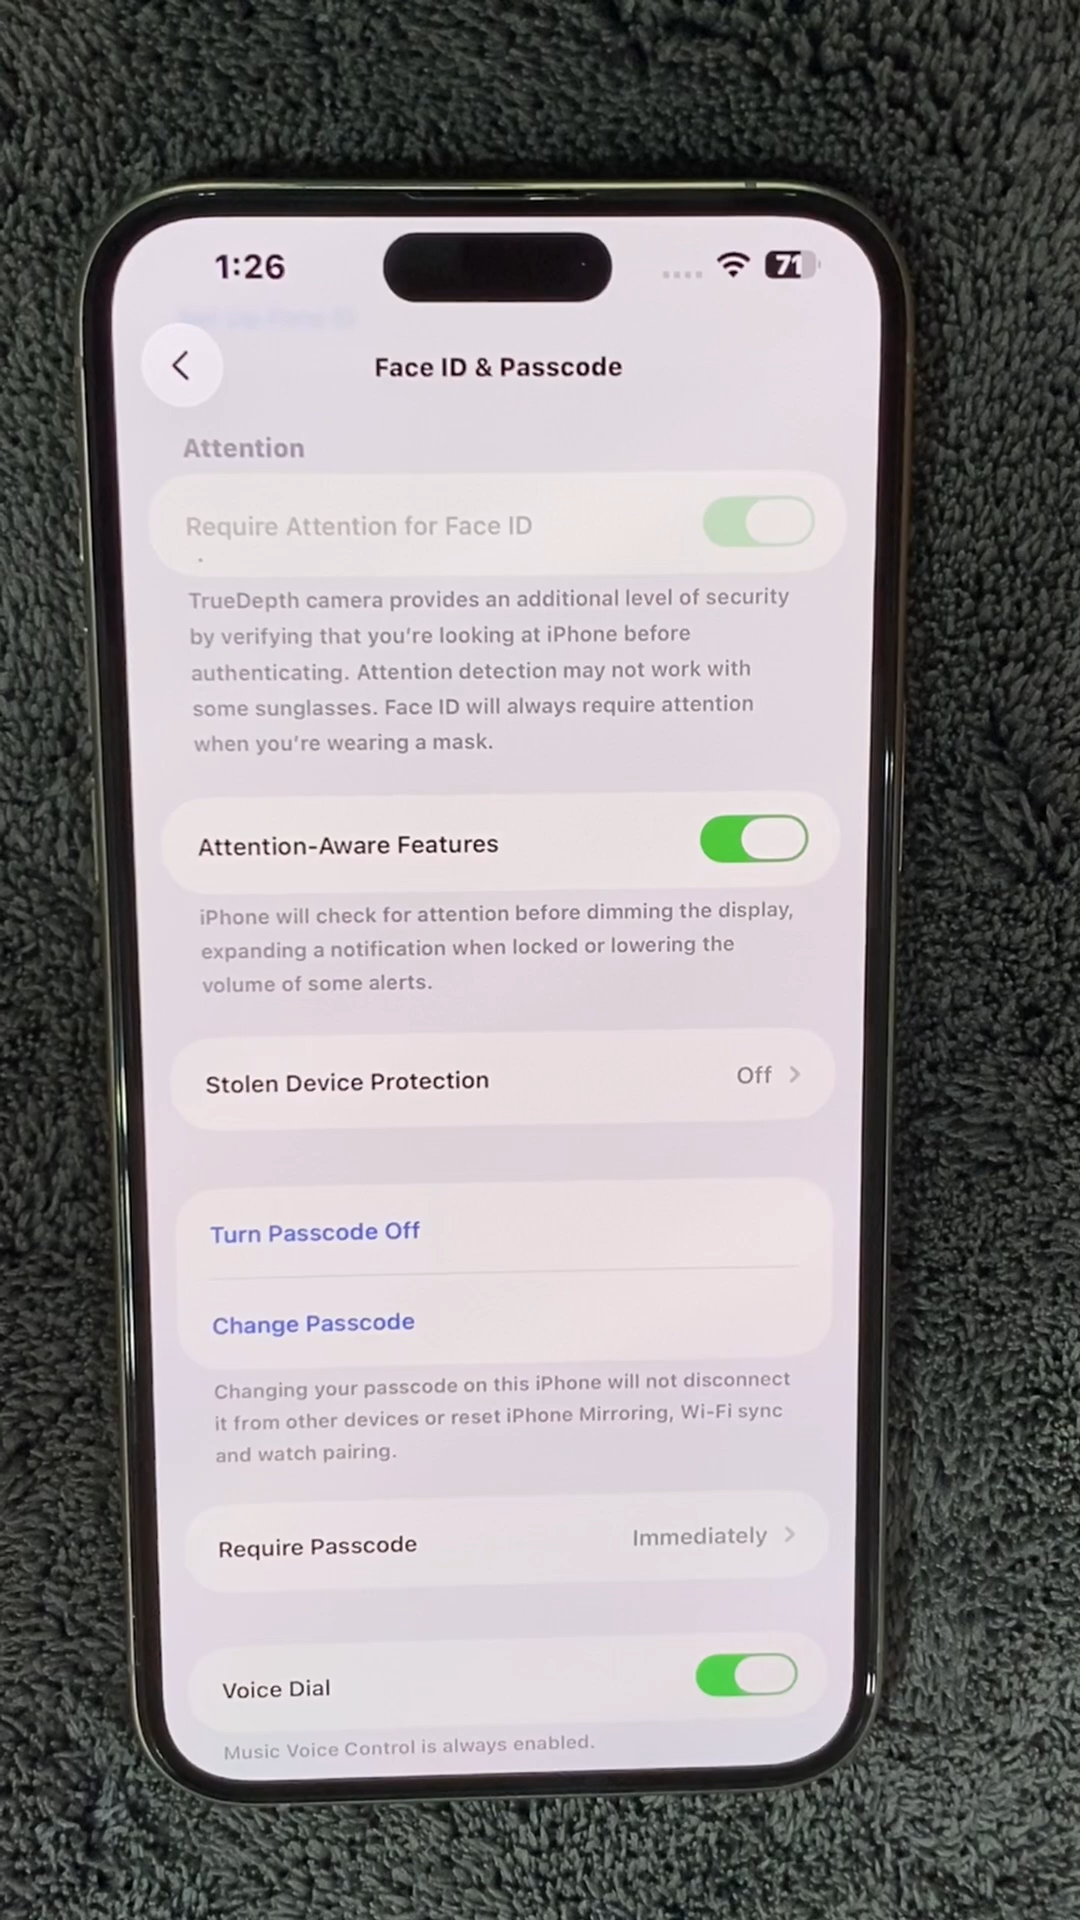 1:26
71
Face ID & Passcode
Attention
Require Attention for Face ID
TrueDepth camera provides an additional level of security
by verifying that you're looking at iPhone before
authenticating. Attention detection may not work with
some sunglasses. Face ID will always require attention
when you're wearing a mask.
Attention-Aware Features
iPhone will check for attention before dimming the display,
expanding a notification when locked or lowering the
volume of some alerts.
Stolen Device Protection Off
Turn Passcode Off
Change Passcode
Changing your passcode on this iPhone will not disconnect
it from other devices or reset iPhone Mirroring, Wi-Fi sync
and watch pairing.
Require Passcode Immediately
Voice Dial
Music Voice Control is always enabled.